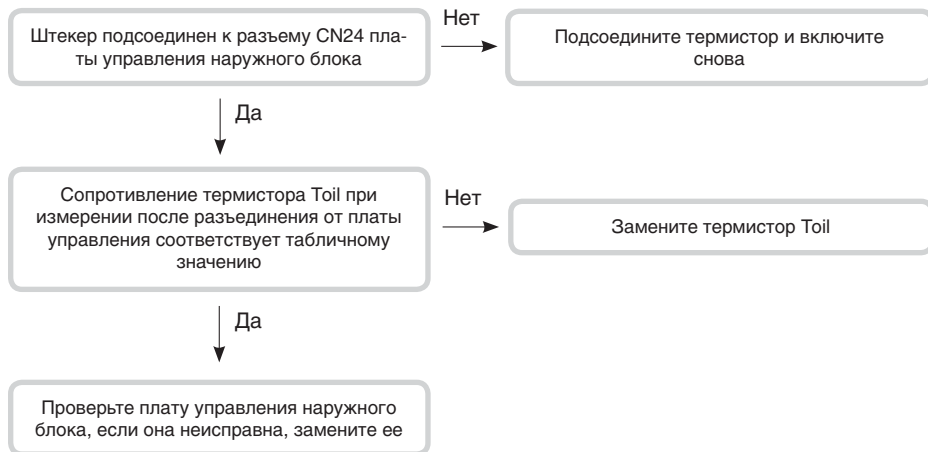 Штекер подсоединен к разъему CN24 пла-
ты управления наружного блока
Нет
Подсоедините термистор и включите
снова
Да
Сопротивление термистора Toil при
измерении после разъединения от платы
управления соответствует табличному
значению
Нет
Замените термистор Toil
Да
Проверьте плату управления наружного
блока, если она неисправна, замените ее